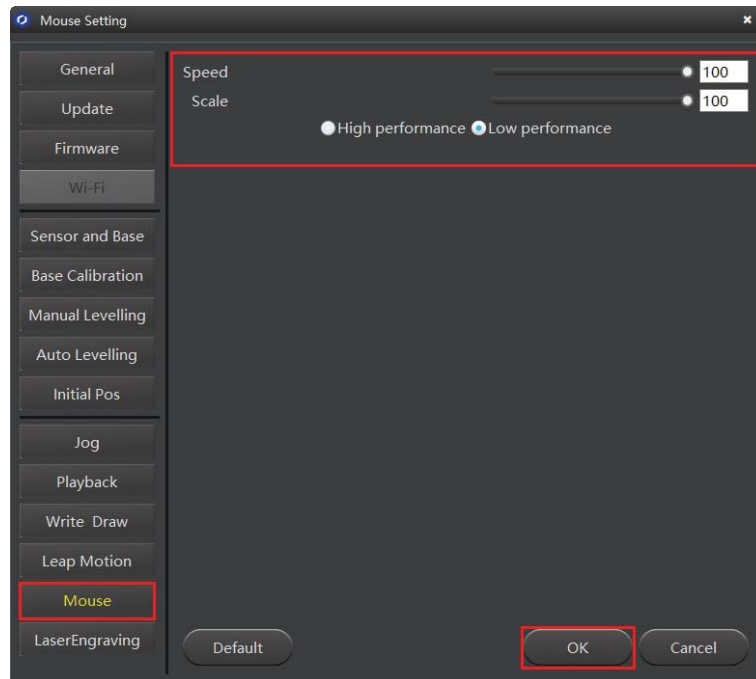 Mouse Setting
General
Update
Firmware
Wi-Fi
Sensor and Base
Base Calibration
Manual Levelling
Auto Levelling
Initial Pos
Jog
Playback
Write Draw
Leap Motion
Mouse
LaserEngraving
Speed 100
Scale 100
High performance Low performance
Default OK Cancel